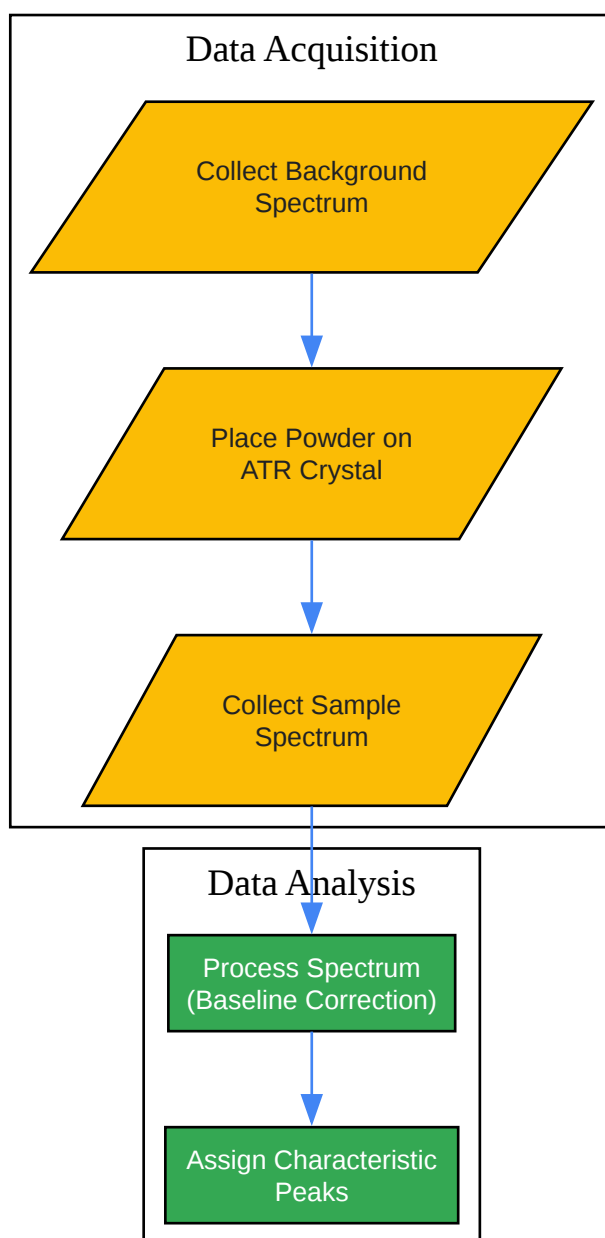 Data Acquisition
Collect Background
Spectrum
Place Powder on
ATR Crystal
Collect Sample
Spectrum
Data Analysis
Process Spectrum
(Baseline Correction)
Assign Characteristic
Peaks